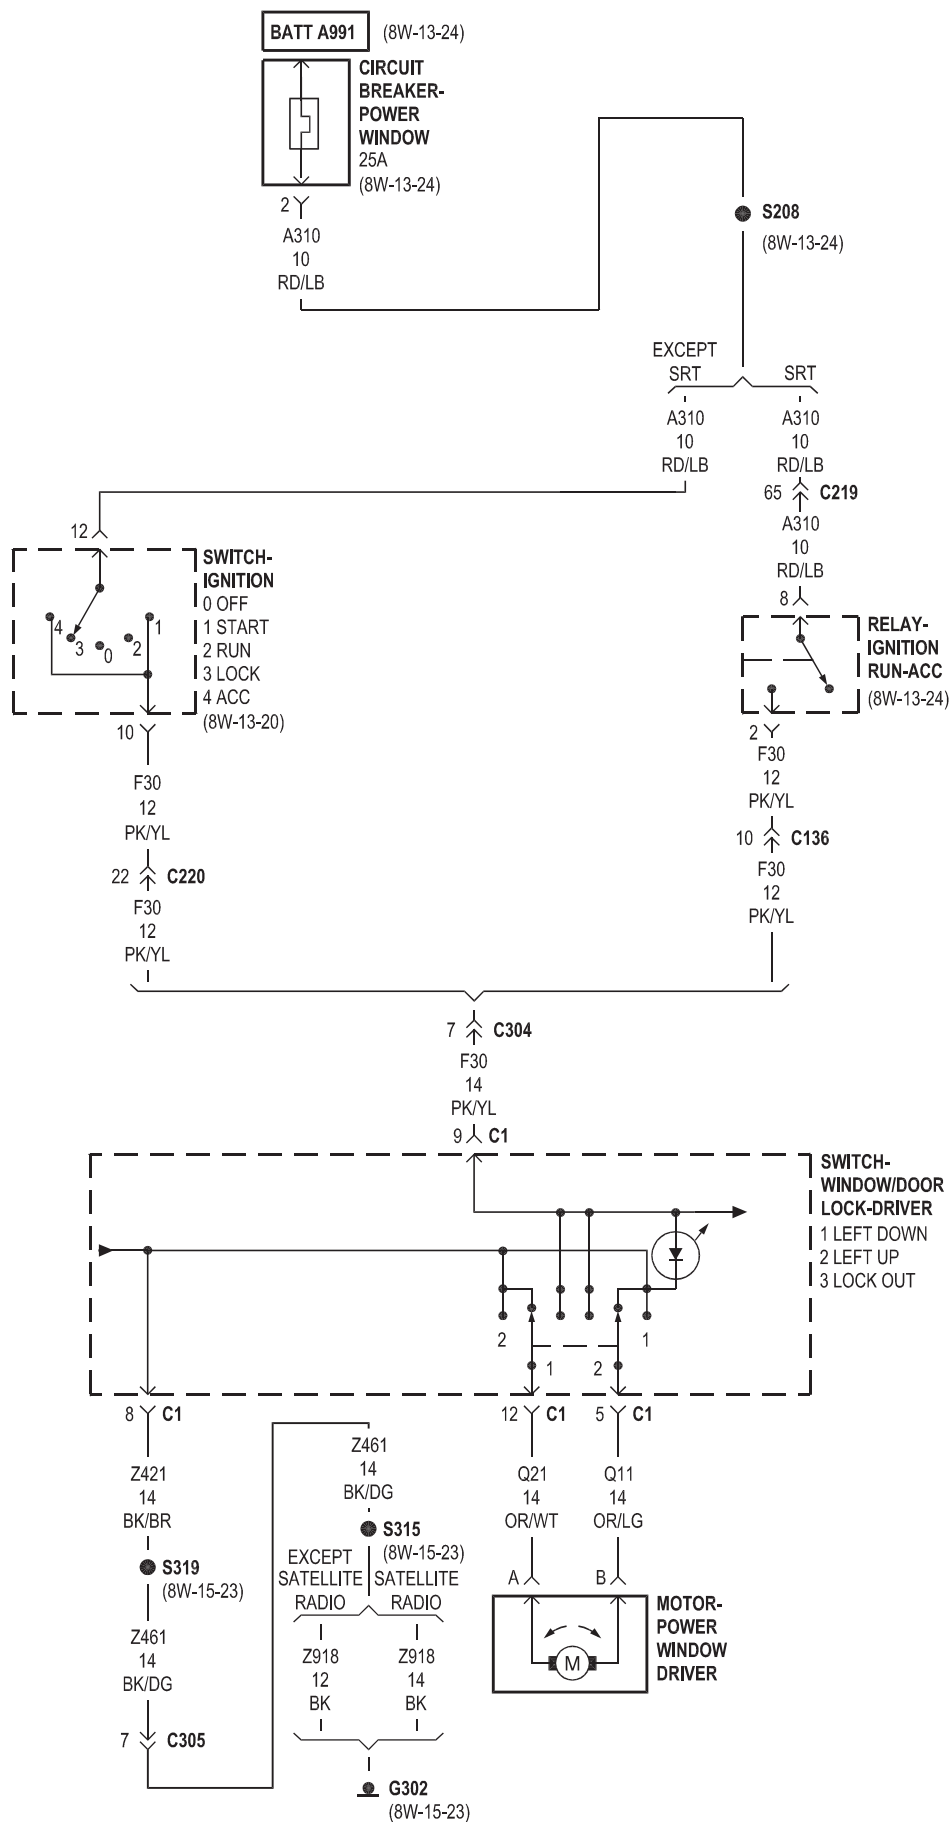 BATT A991 (8W-13-24)
CIRCUIT
BREAKER-
POWER
WINDOW
25A
(8W-13-24)
2
A310
10
RD/LB
S208
(8W-13-24)
EXCEPT
SRT
SRT
A310
10
RD/LB
A310
10
RD/LB
65 C219
A310
10
RD/LB
8
12
SWITCH-
IGNITION
0 OFF
1 START
2 RUN
3 LOCK
4 ACC
(8W-13-20)
4 3 0 2 1
10
RELAY-
IGNITION
RUN-ACC
(8W-13-24)
2
F30
12
PK/YL
22 C220
F30
12
PK/YL
F30
12
PK/YL
10 C136
F30
12
PK/YL
7 C304
F30
14
PK/YL
9 C1
SWITCH-
WINDOW/DOOR
LOCK-DRIVER
1 LEFT DOWN
2 LEFT UP
3 LOCK OUT
2 1
1 2
8 C1
12 C1
5 C1
Z421
14
BK/BR
S319
(8W-15-23)
Z461
14
BK/DG
7 C305
Z461
14
BK/DG
S315
(8W-15-23)
EXCEPT
SATELLITE
RADIO
SATELLITE
RADIO
Z918
12
BK
Z918
14
BK
G302
(8W-15-23)
Q21
14
OR/WT
Q11
14
OR/LG
A B
M
MOTOR-
POWER
WINDOW
DRIVER